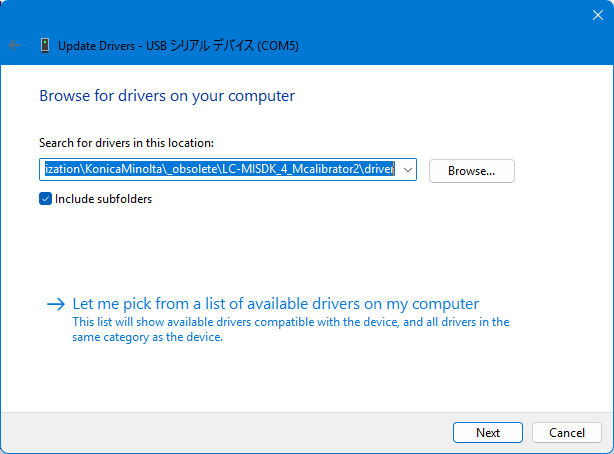 Update Drivers - USB シリアル デバイス (COM5)
Browse for drivers on your computer
Search for drivers in this location:
ization\KonicaMinolta\_obsolete\LC-MISDK_4_Mcalibrator2\driver
Browse...
Include subfolders
Let me pick from a list of available drivers on my computer
This list will show available drivers compatible with the device, and all drivers in the
same category as the device.
Next
Cancel